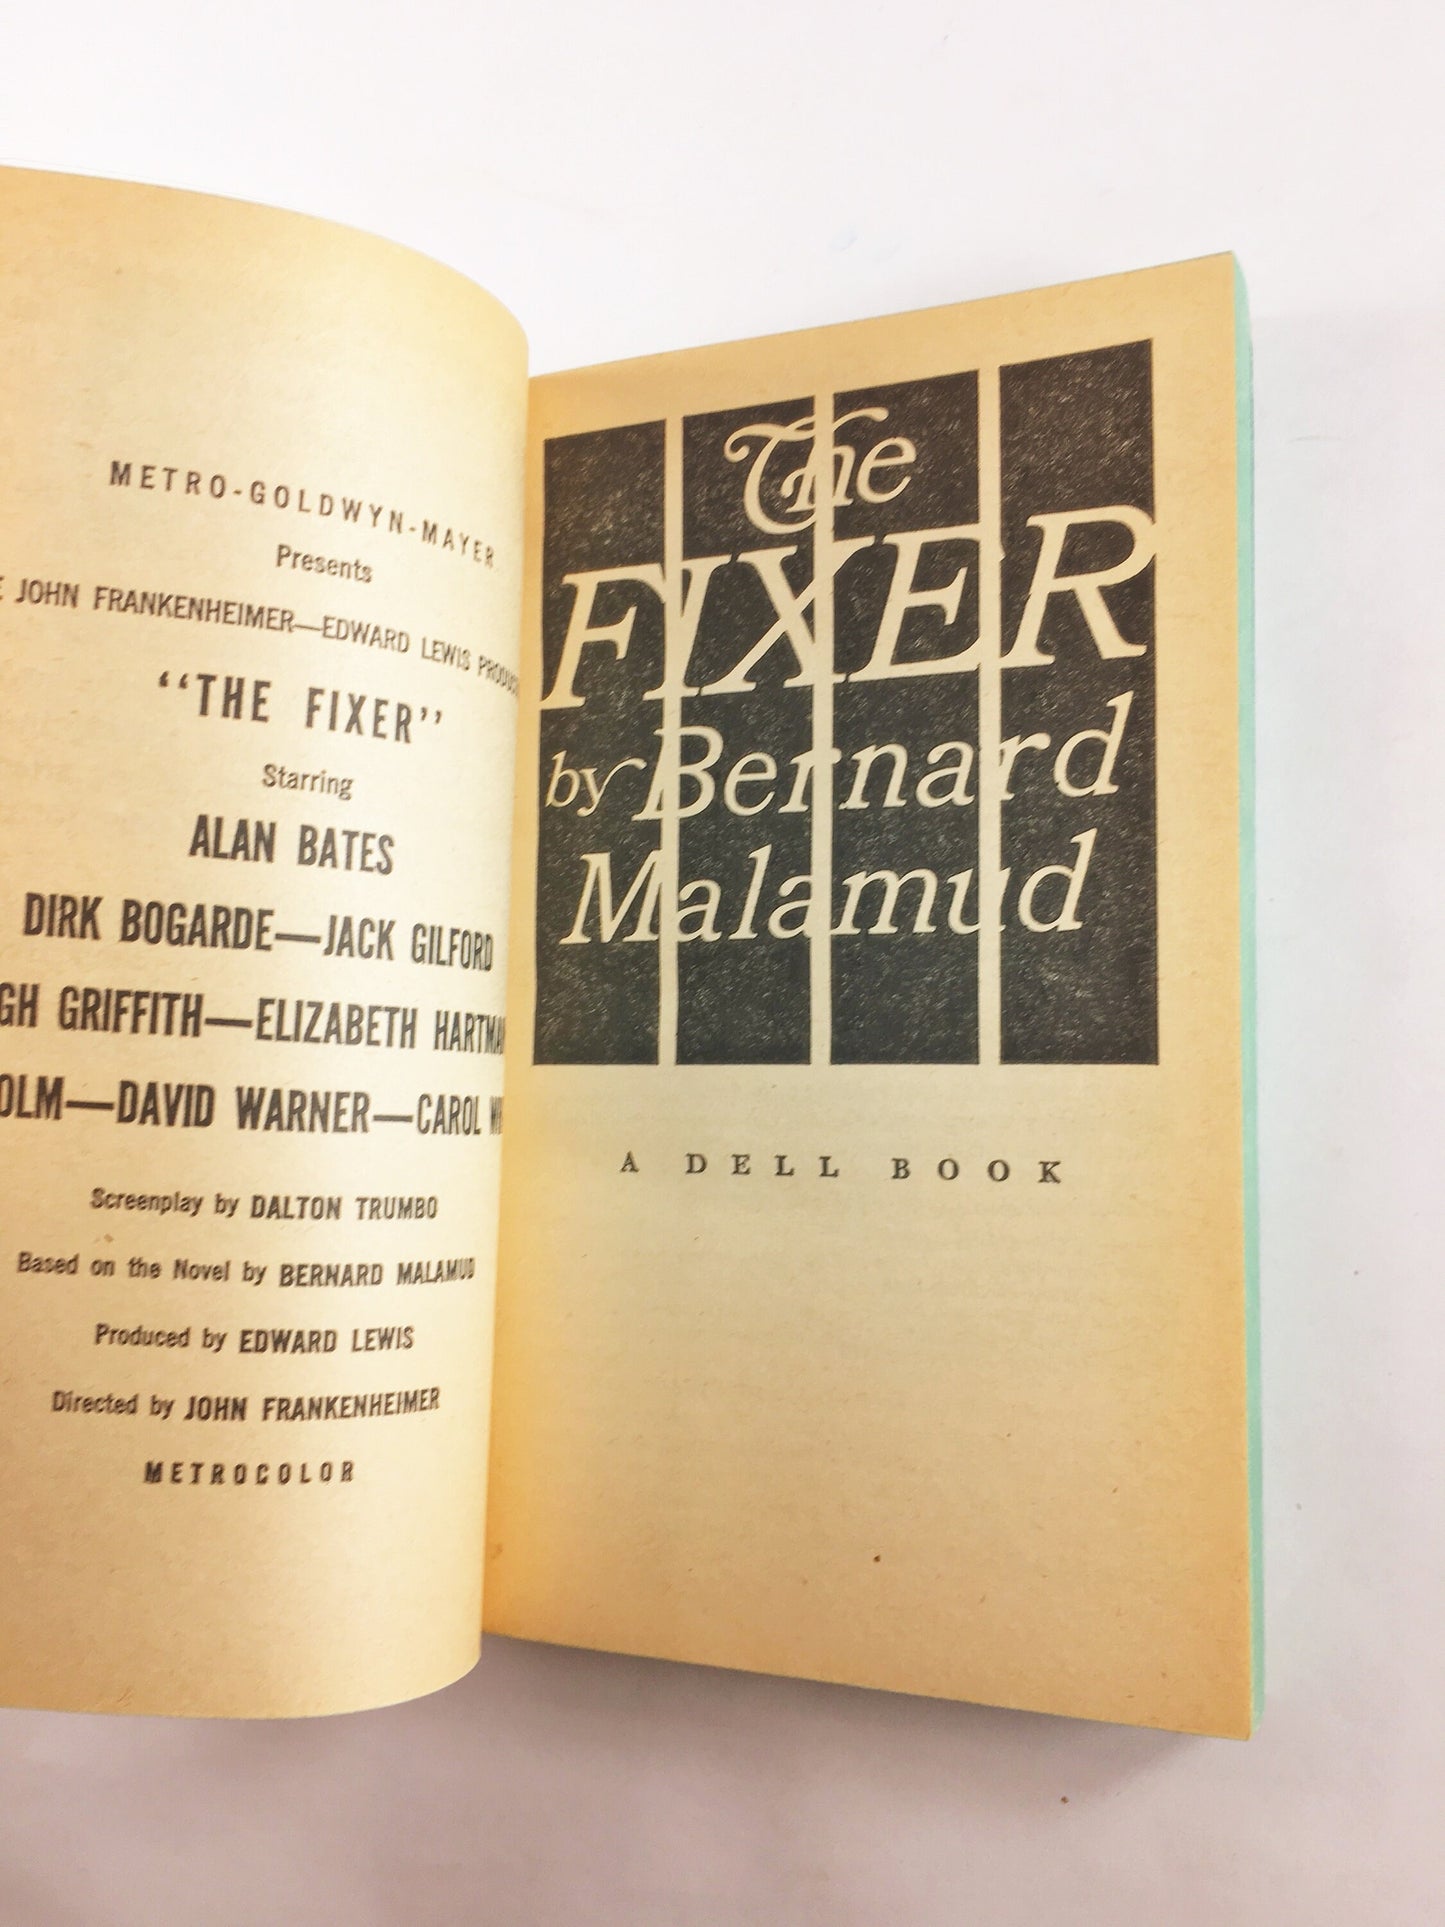 METRO-GOLDWYN-MAYER
Presents
JOHN FRANKENHEIMER—EDWARD LEWIS
“THE FIXER”
Starring
ALAN BATES
DIRK BOGARDE—JACK GILFORD
GRIFFITH—ELIZABETH
DAVID WARNER—CAROL
Screenplay by DALTON TRUMBO
Based on the Novel by BERNARD MALAMUD
Produced by EDWARD LEWIS
Directed by JOHN FRANKENHEIMER
METROCOLOR
The
FIXER
by Bernard
Malamud
A DELL BOOK